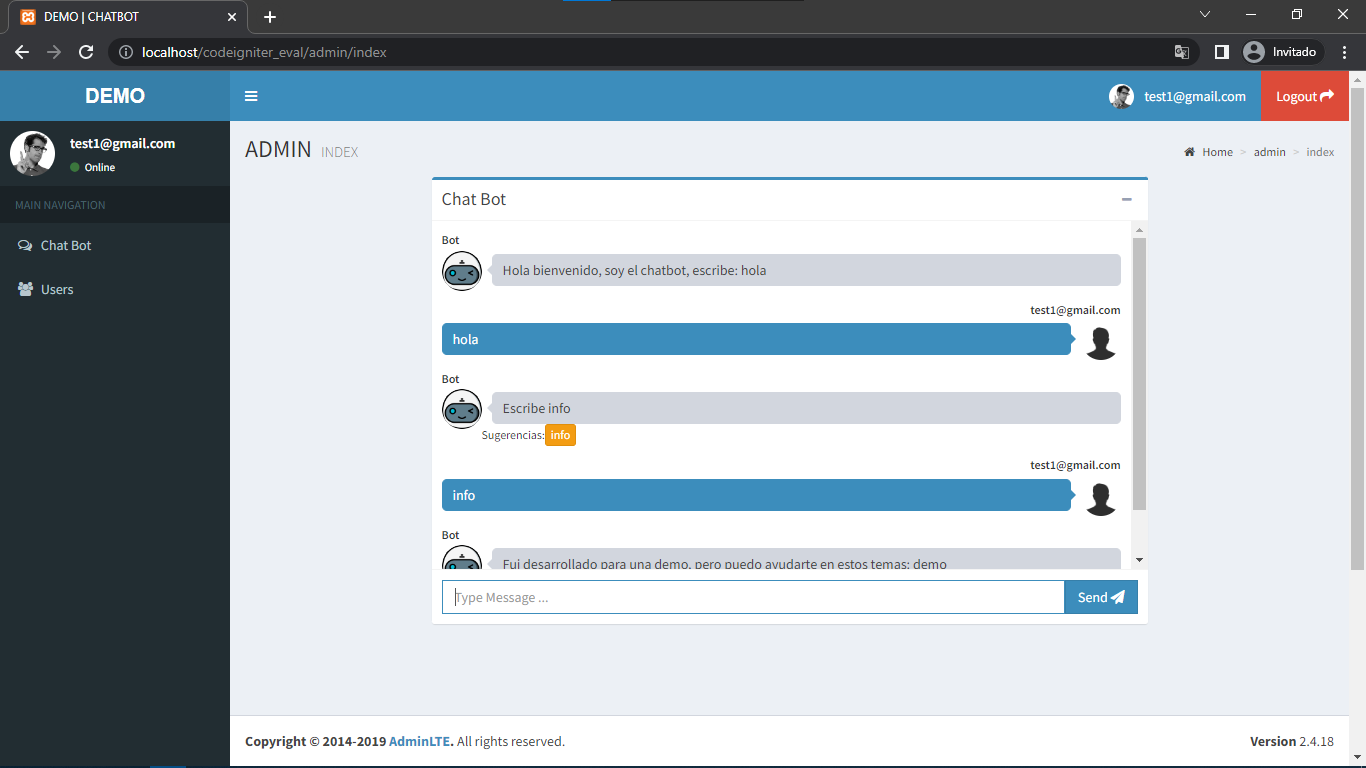 DEMO | CHATBOT
localhost/codeigniter_eval/admin/index
Invitado
DEMO
test1@gmail.com
Logout
test1@gmail.com
Online
MAIN NAVIGATION
Chat Bot
Users
ADMIN INDEX
Home > admin > index
Chat Bot
Bot
Hola bienvenido, soy el chatbot, escribe: hola
test1@gmail.com
hola
Bot
Escribe info
Sugerencias: info
test1@gmail.com
info
Bot
Fui desarrollado para una demo, pero puedo ayudarte en estos temas: demo
Type Message ...
Send
Copyright © 2014-2019 AdminLTE. All rights reserved.
Version 2.4.18